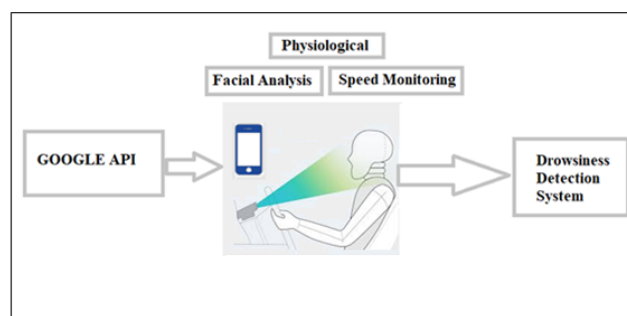 Physiological
Facial Analysis Speed Monitoring
GOOGLE API
Drowsiness
Detection
System